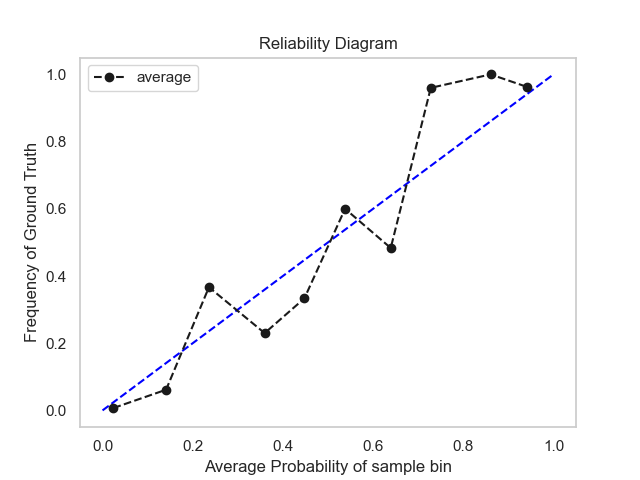 Reliability Diagram
average
Frequency of Ground Truth
1.0
0.8
0.6
0.4
0.2
0.0
0.0 0.2 0.4 0.6 0.8 1.0
Average Probability of sample bin